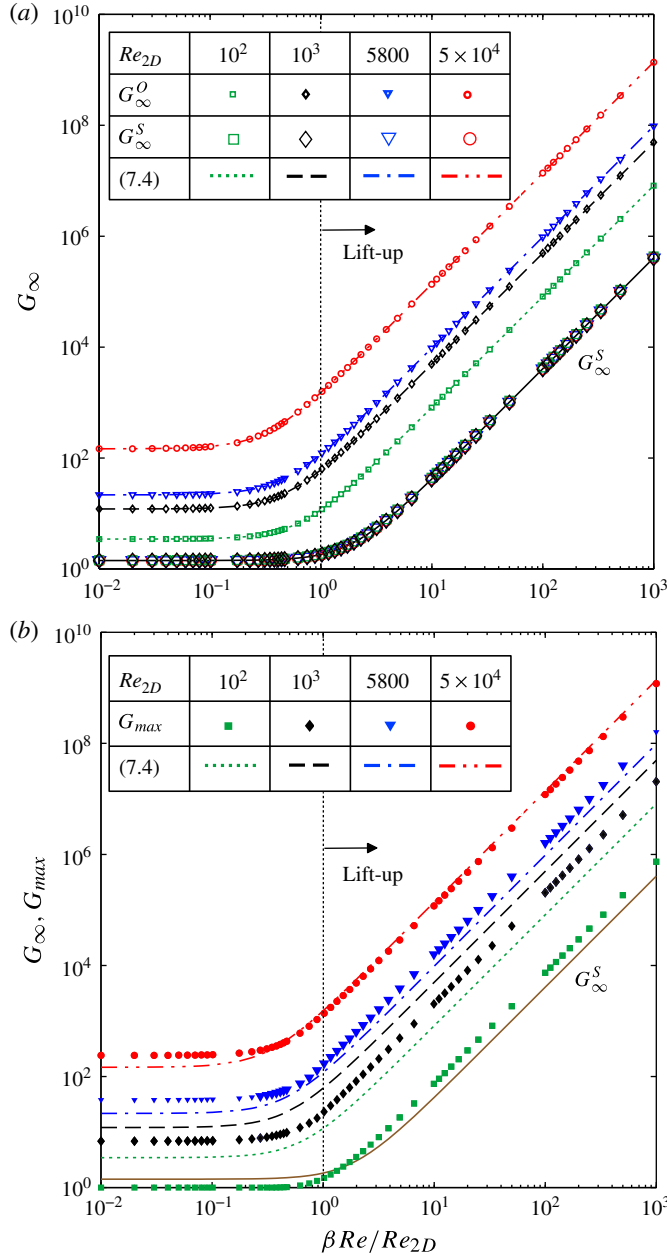 (a)
10^10
Re_2D 10^2 10^3 5800 5 × 10^4
G^O_∞
10^8
G^S_∞
(7.4)
10^6
Lift-up
G_∞
10^4
G^S_∞
10^2
10^0
10^−2 10^−1 10^0 10^1 10^2 10^3
(b)
10^10
Re_2D 10^2 10^3 5800 5 × 10^4
G_max
10^8
(7.4)
10^6
Lift-up
G_∞, G_max
10^4
G^S_∞
10^2
10^0
10^−2 10^−1 10^0 10^1 10^2 10^3
βRe/Re_2D